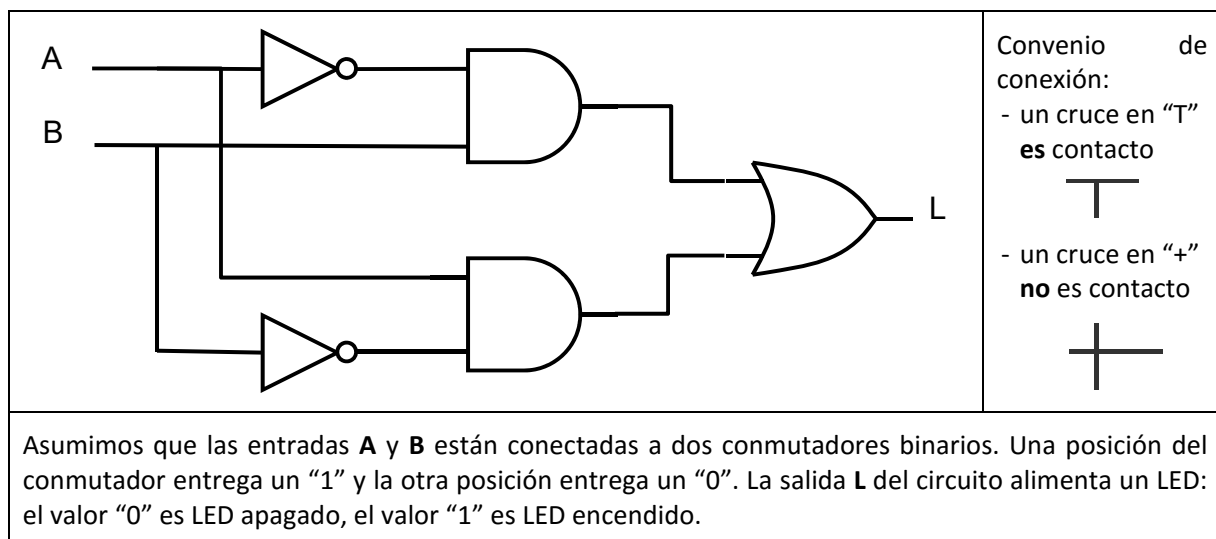 A
B
L
Convenio de
conexión:
- un cruce en “T”
es contacto
- un cruce en “+”
no es contacto
Asumimos que las entradas A y B están conectadas a dos conmutadores binarios. Una posición del
conmutador entrega un “1” y la otra posición entrega un “0”. La salida L del circuito alimenta un LED:
el valor “0” es LED apagado, el valor “1” es LED encendido.